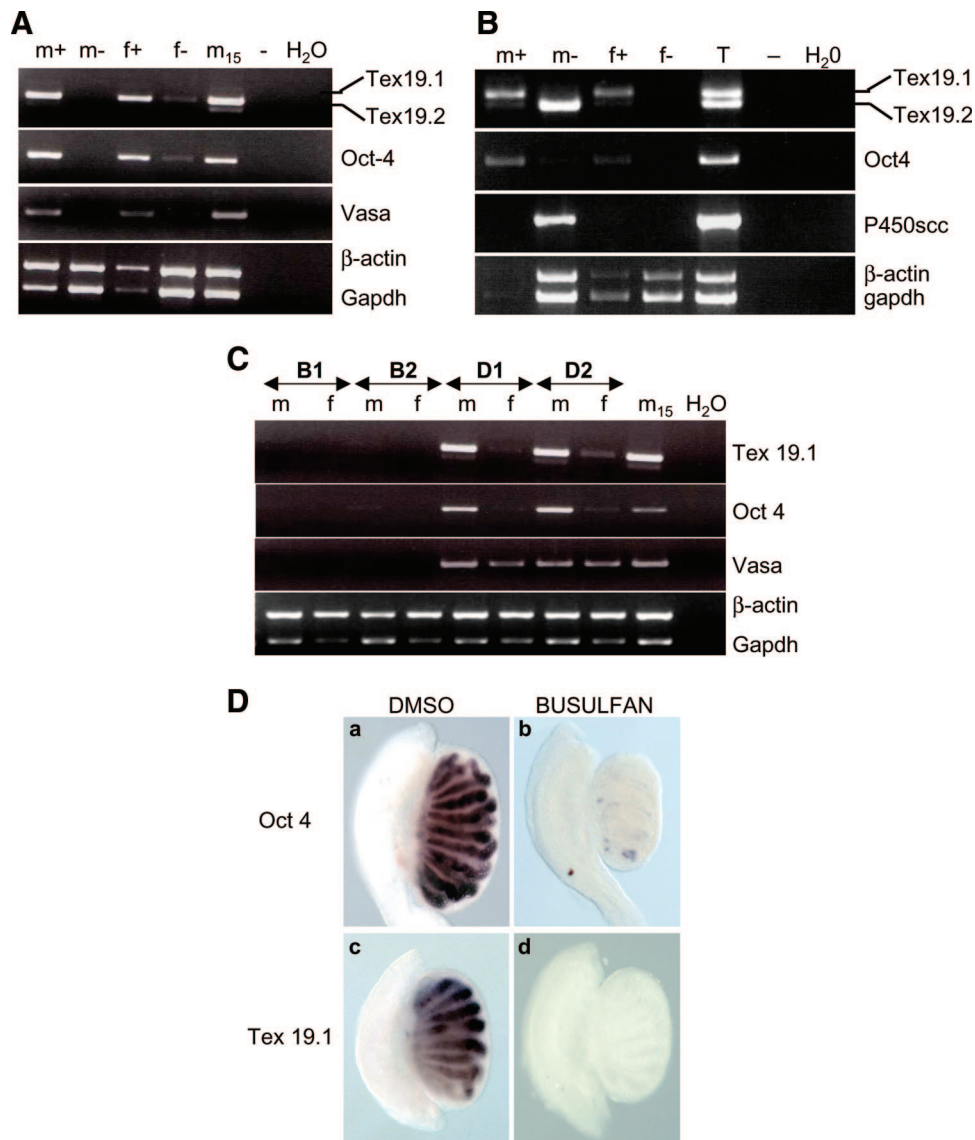 A
m+ m- f+ f- m15 - H2O
Tex19.1
Tex19.2
Oct-4
Vasa
β-actin
Gapdh
B
m+ m- f+ f- T – H20
Tex19.1
Tex19.2
Oct4
P450scc
β-actin
gapdh
C
B1 B2 D1 D2
m f m f m f m f m15 H2O
Tex 19.1
Oct 4
Vasa
β-actin
Gapdh
D
DMSO BUSULFAN
a b
Oct 4
c d
Tex 19.1